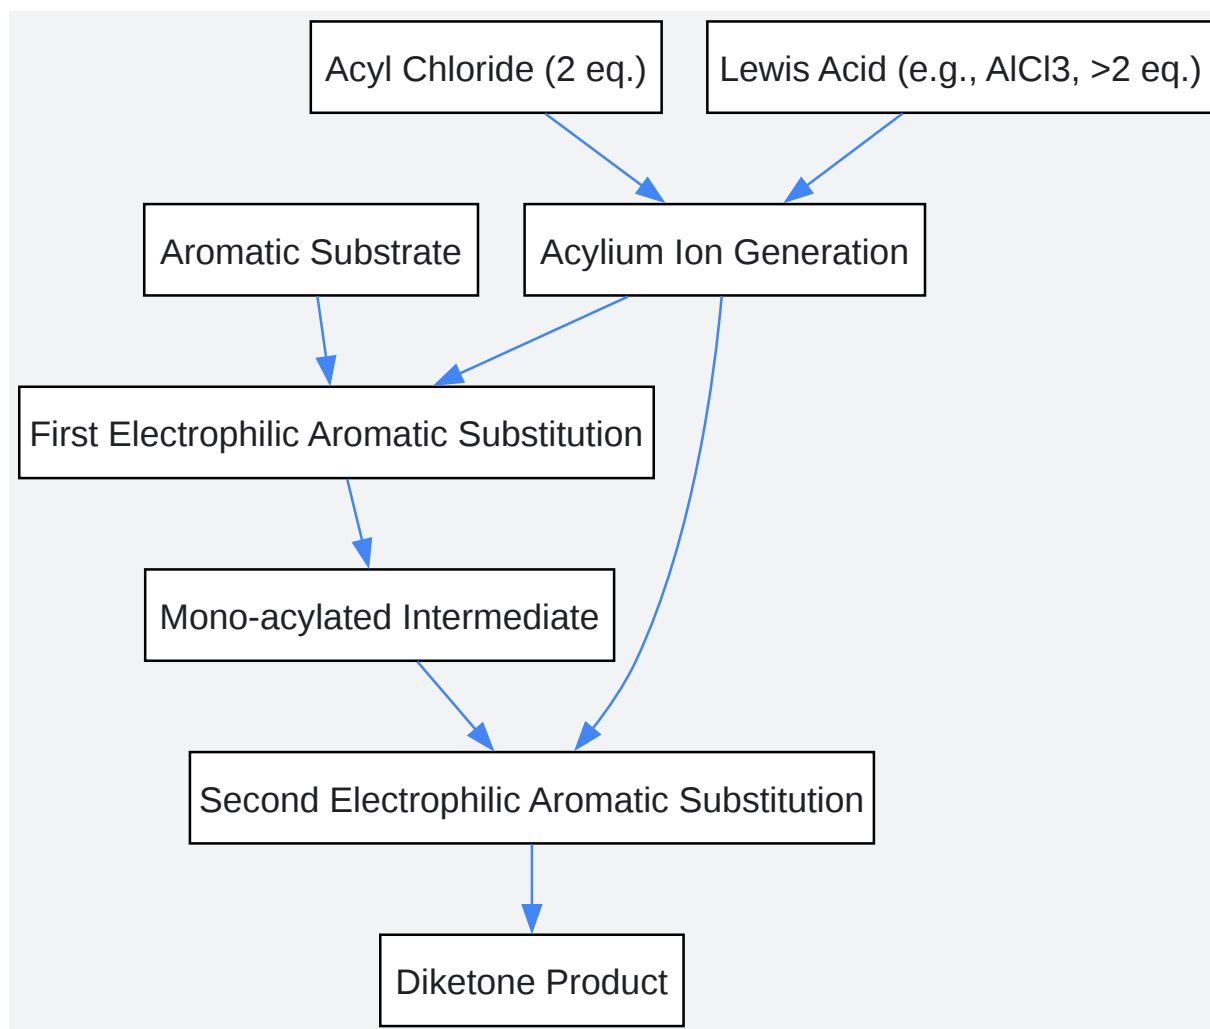 Acyl Chloride (2 eq.)
Lewis Acid (e.g., AlCl3, >2 eq.)
Aromatic Substrate
Acylium Ion Generation
First Electrophilic Aromatic Substitution
Mono-acylated Intermediate
Second Electrophilic Aromatic Substitution
Diketone Product